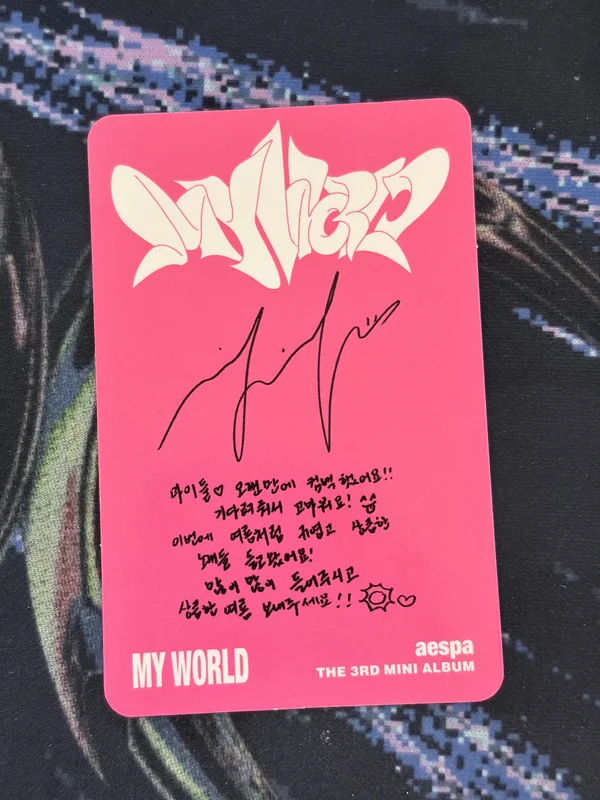 MY WORLD
마이들♡ 오랜만에 컴백 했어요!!
기다려줘서 고마워요!
이번에 여름처럼 귀엽고 상큼한
노래들 들고왔어요!
많이 많이 들어주시고
상큼한 여름 보내주세요!! ♡
MY WORLD
aespa
THE 3RD MINI ALBUM